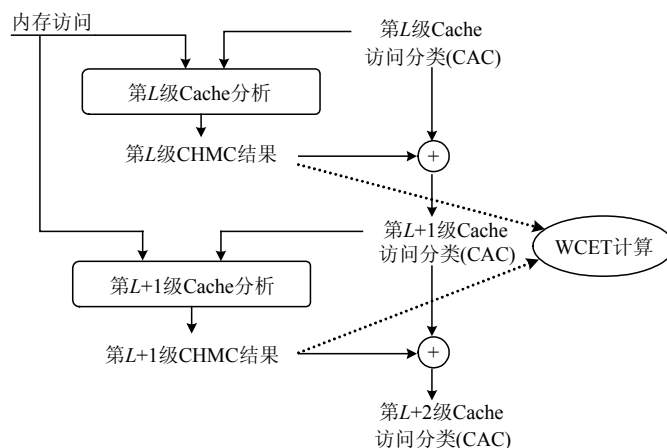 内存访问
第L级Cache
访问分类(CAC)
第L级Cache分析
第L级CHMC结果
+
第L+1级Cache
访问分类(CAC)
WCET计算
第L+1级Cache分析
第L+1级CHMC结果
+
第L+2级Cache
访问分类(CAC)